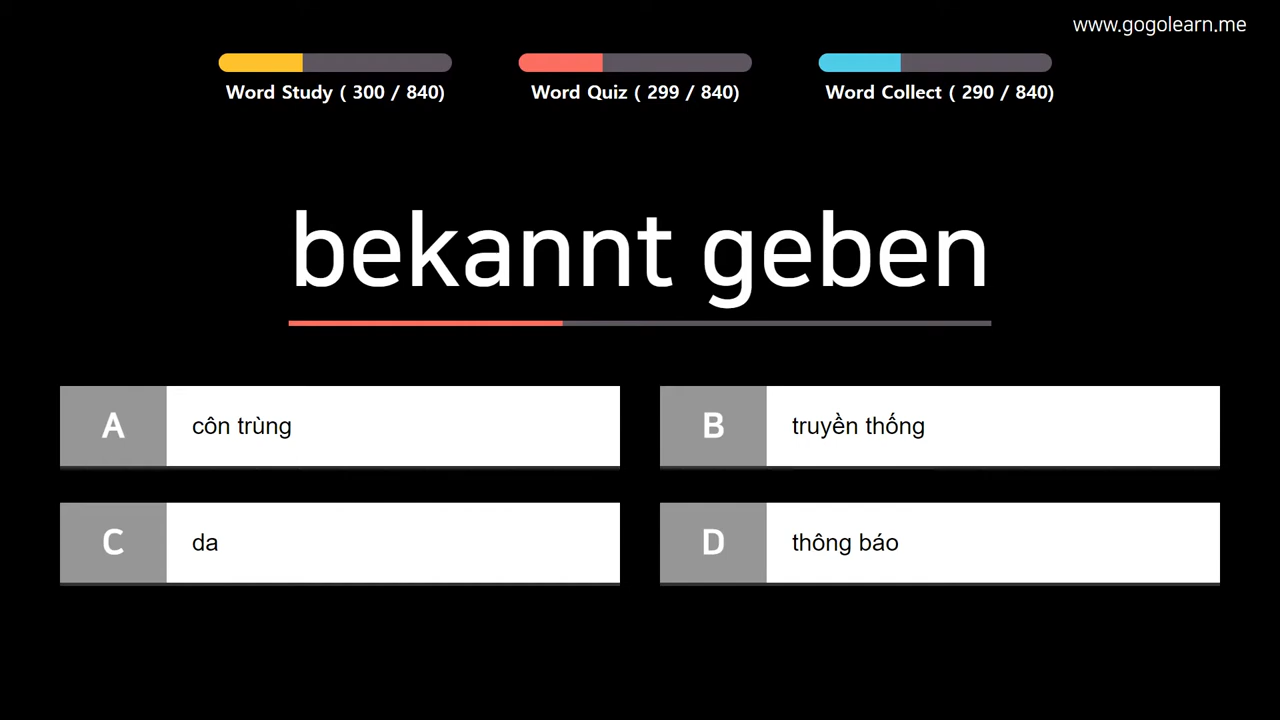 www.gogolearn.me
Word Study ( 300 / 840)
Word Quiz ( 299 / 840)
Word Collect ( 290 / 840)
bekannt geben
A côn trùng
B truyền thống
C da
D thông báo